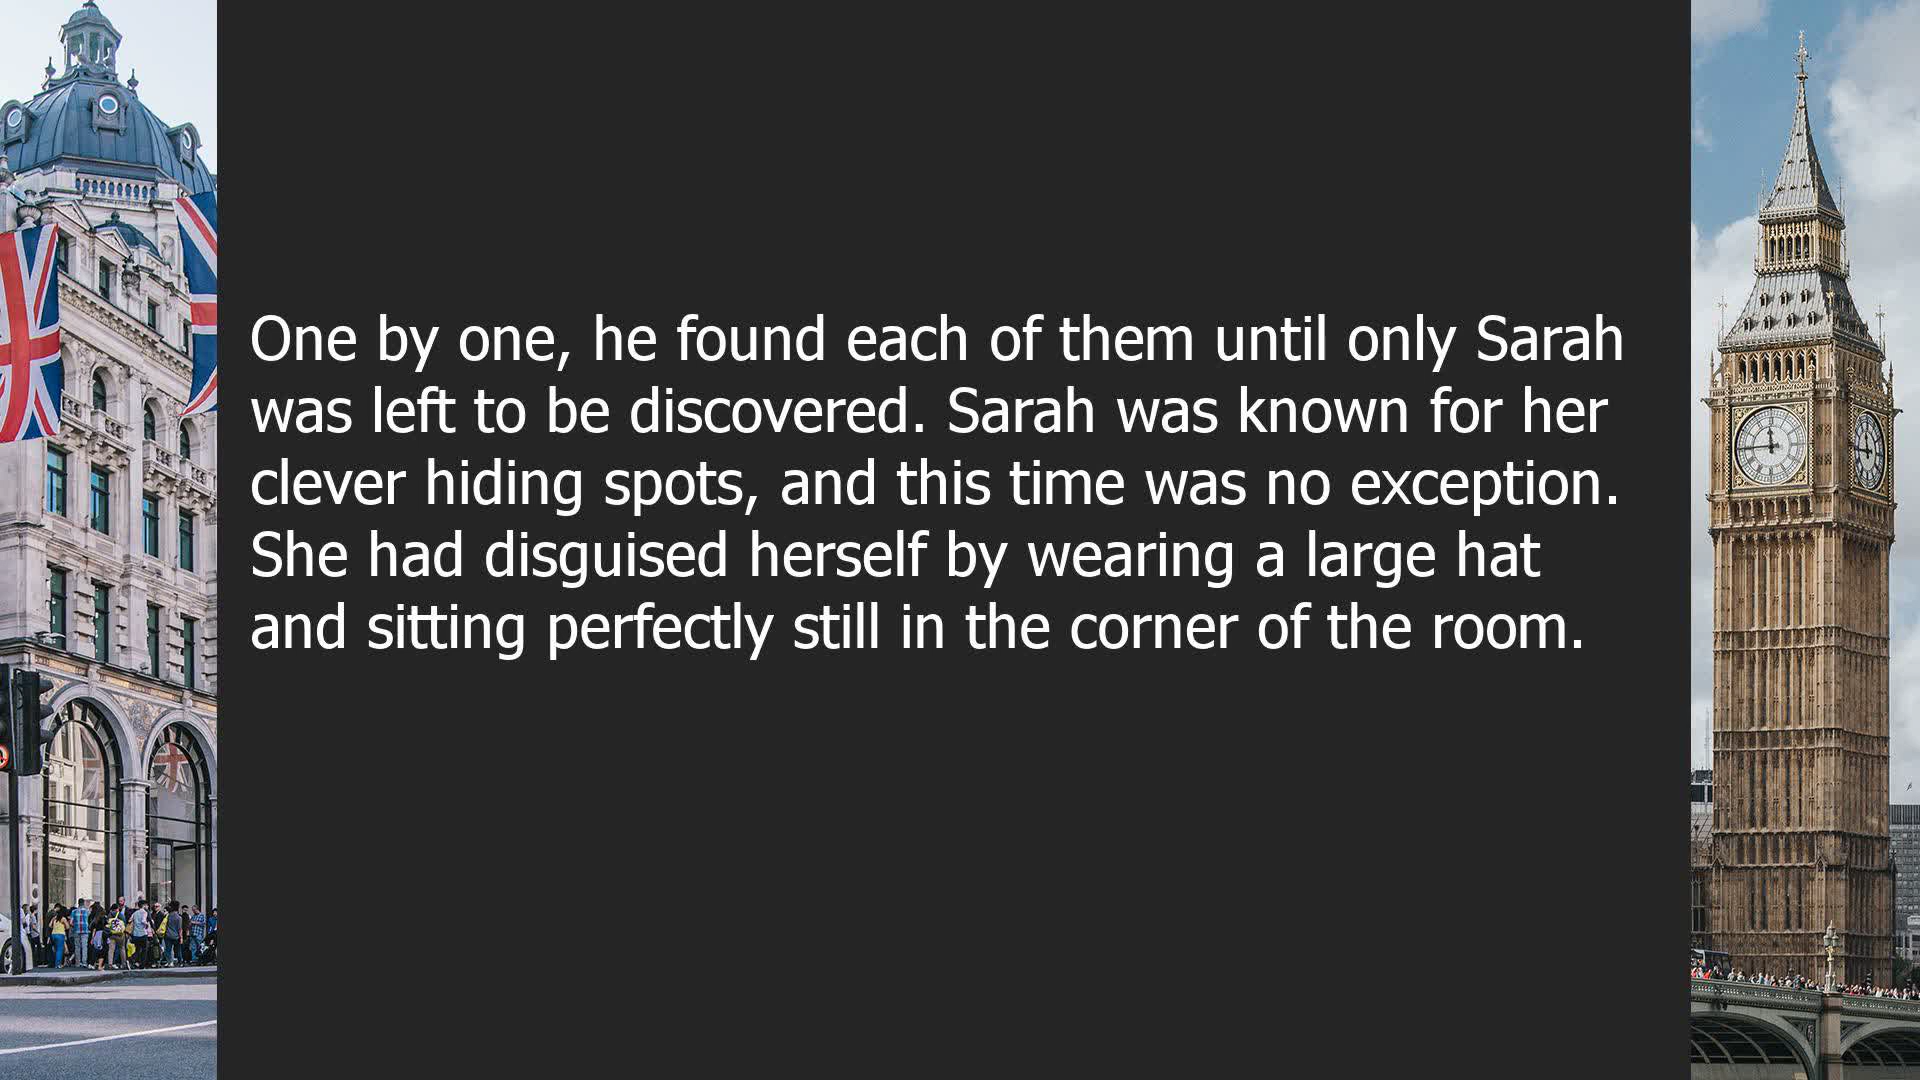 One by one, he found each of them until only Sarah
was left to be discovered. Sarah was known for her
clever hiding spots, and this time was no exception.
She had disguised herself by wearing a large hat
and sitting perfectly still in the corner of the room.